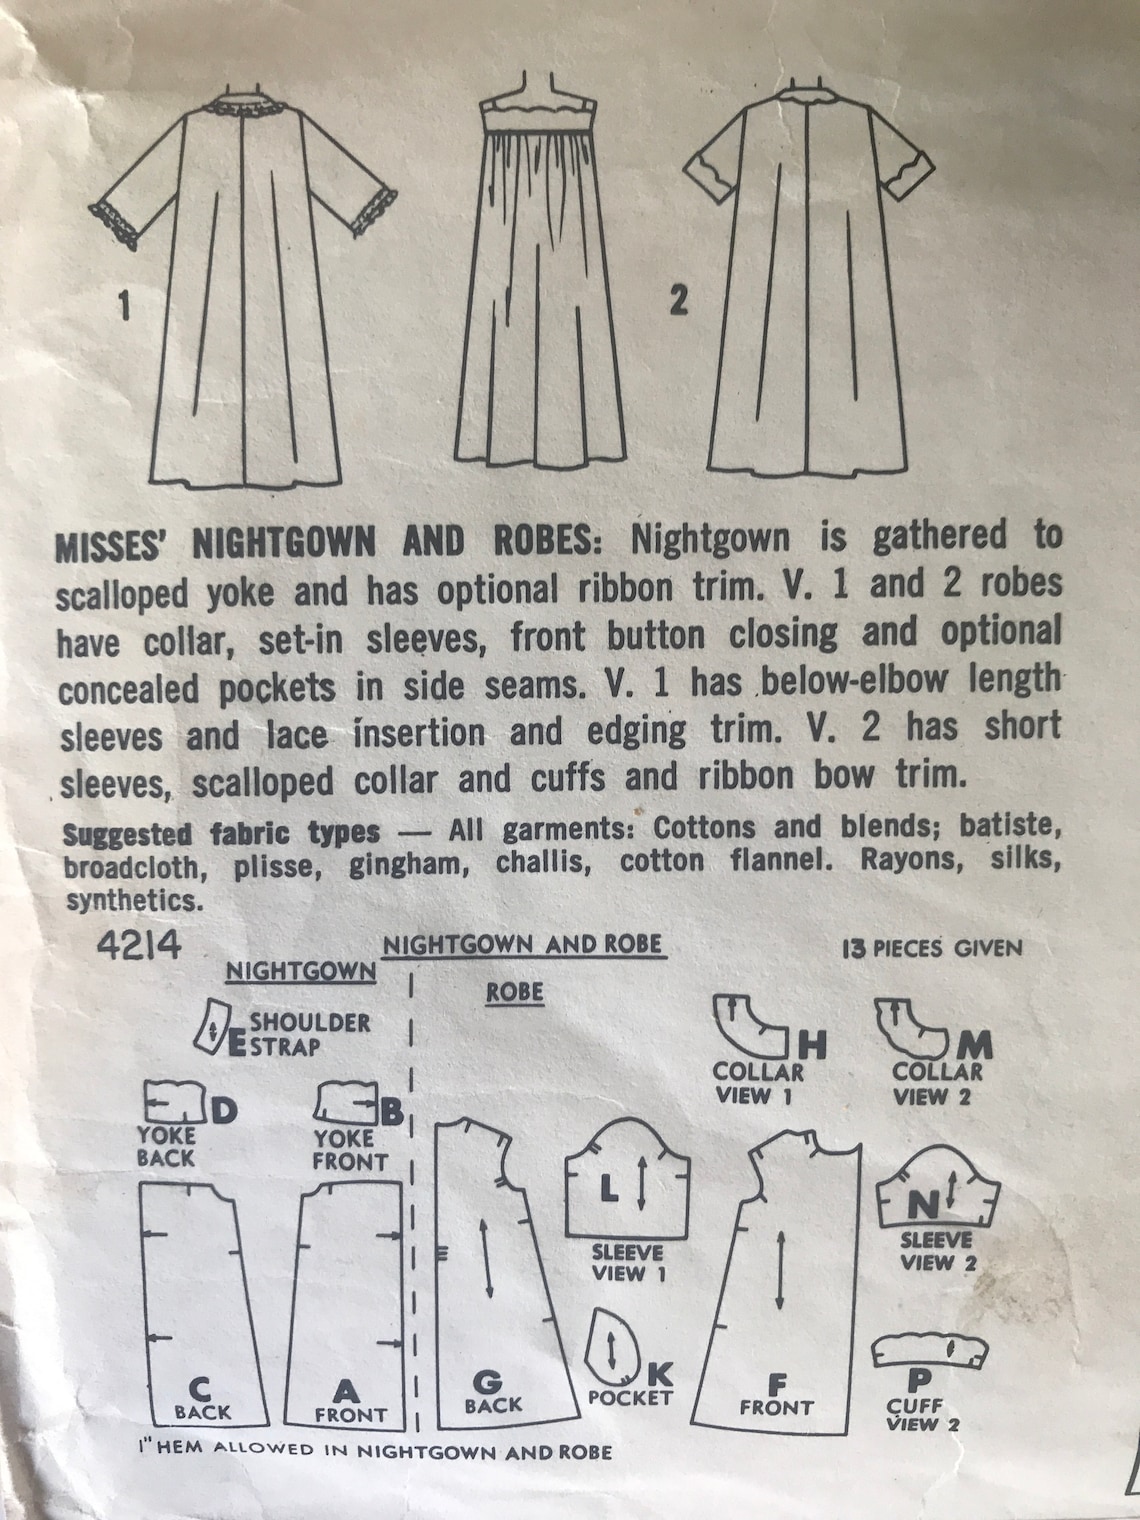 1
2
MISSES' NIGHTGOWN AND ROBES: Nightgown is gathered to
scalloped yoke and has optional ribbon trim. V. 1 and 2 robes
have collar, set-in sleeves, front button closing and optional
concealed pockets in side seams. V. 1 has below-elbow length
sleeves and lace insertion and edging trim. V. 2 has short
sleeves, scalloped collar and cuffs and ribbon bow trim.
Suggested fabric types — All garments: Cottons and blends; batiste,
broadcloth, plisse, gingham, challis, cotton flannel. Rayons, silks,
synthetics.
4214
NIGHTGOWN AND ROBE
13 PIECES GIVEN
NIGHTGOWN
ROBE
E SHOULDER
STRAP
H
COLLAR
VIEW 1
M
COLLAR
VIEW 2
D
YOKE
BACK
B
YOKE
FRONT
L
SLEEVE
VIEW 1
N
SLEEVE
VIEW 2
K
POCKET
P
CUFF
VIEW 2
C
BACK
A
FRONT
G
BACK
F
FRONT
1" HEM ALLOWED IN NIGHTGOWN AND ROBE